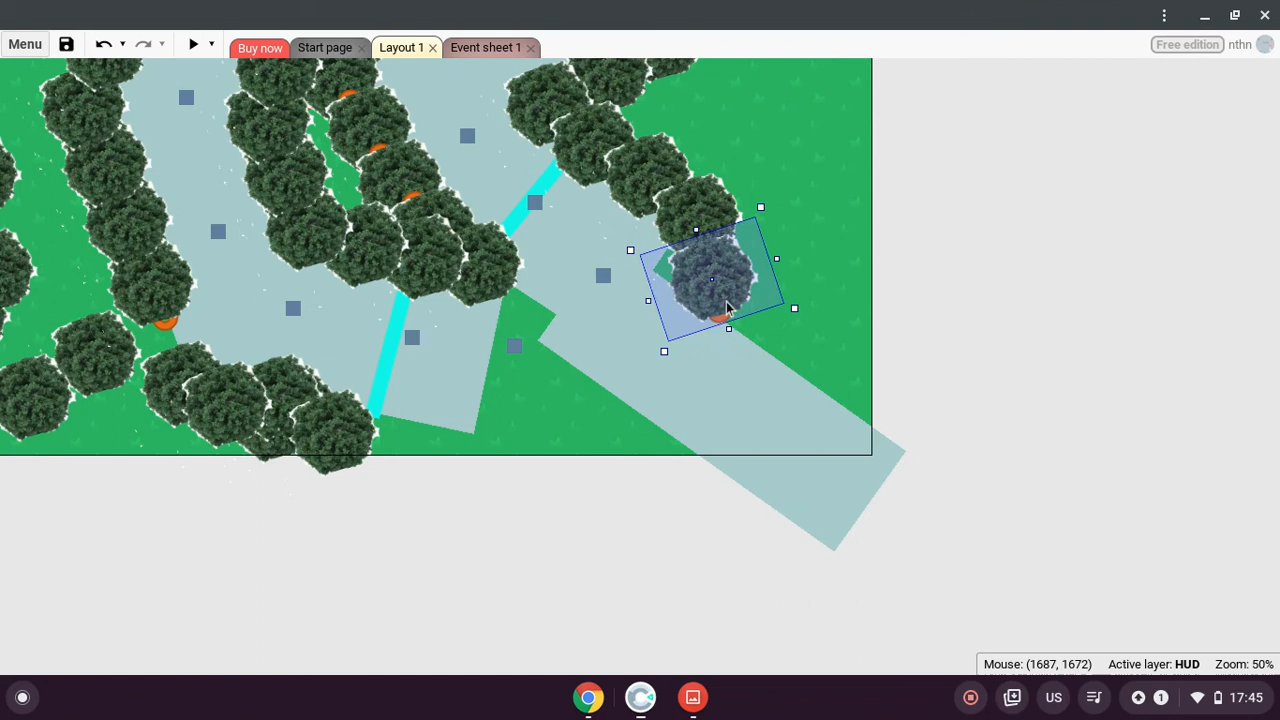 Menu
Buy now
Start page
Layout 1
Event sheet 1
Free edition
nthn
Mouse: (1687, 1672) Active layer: HUD Zoom: 50%
US
1
17:45